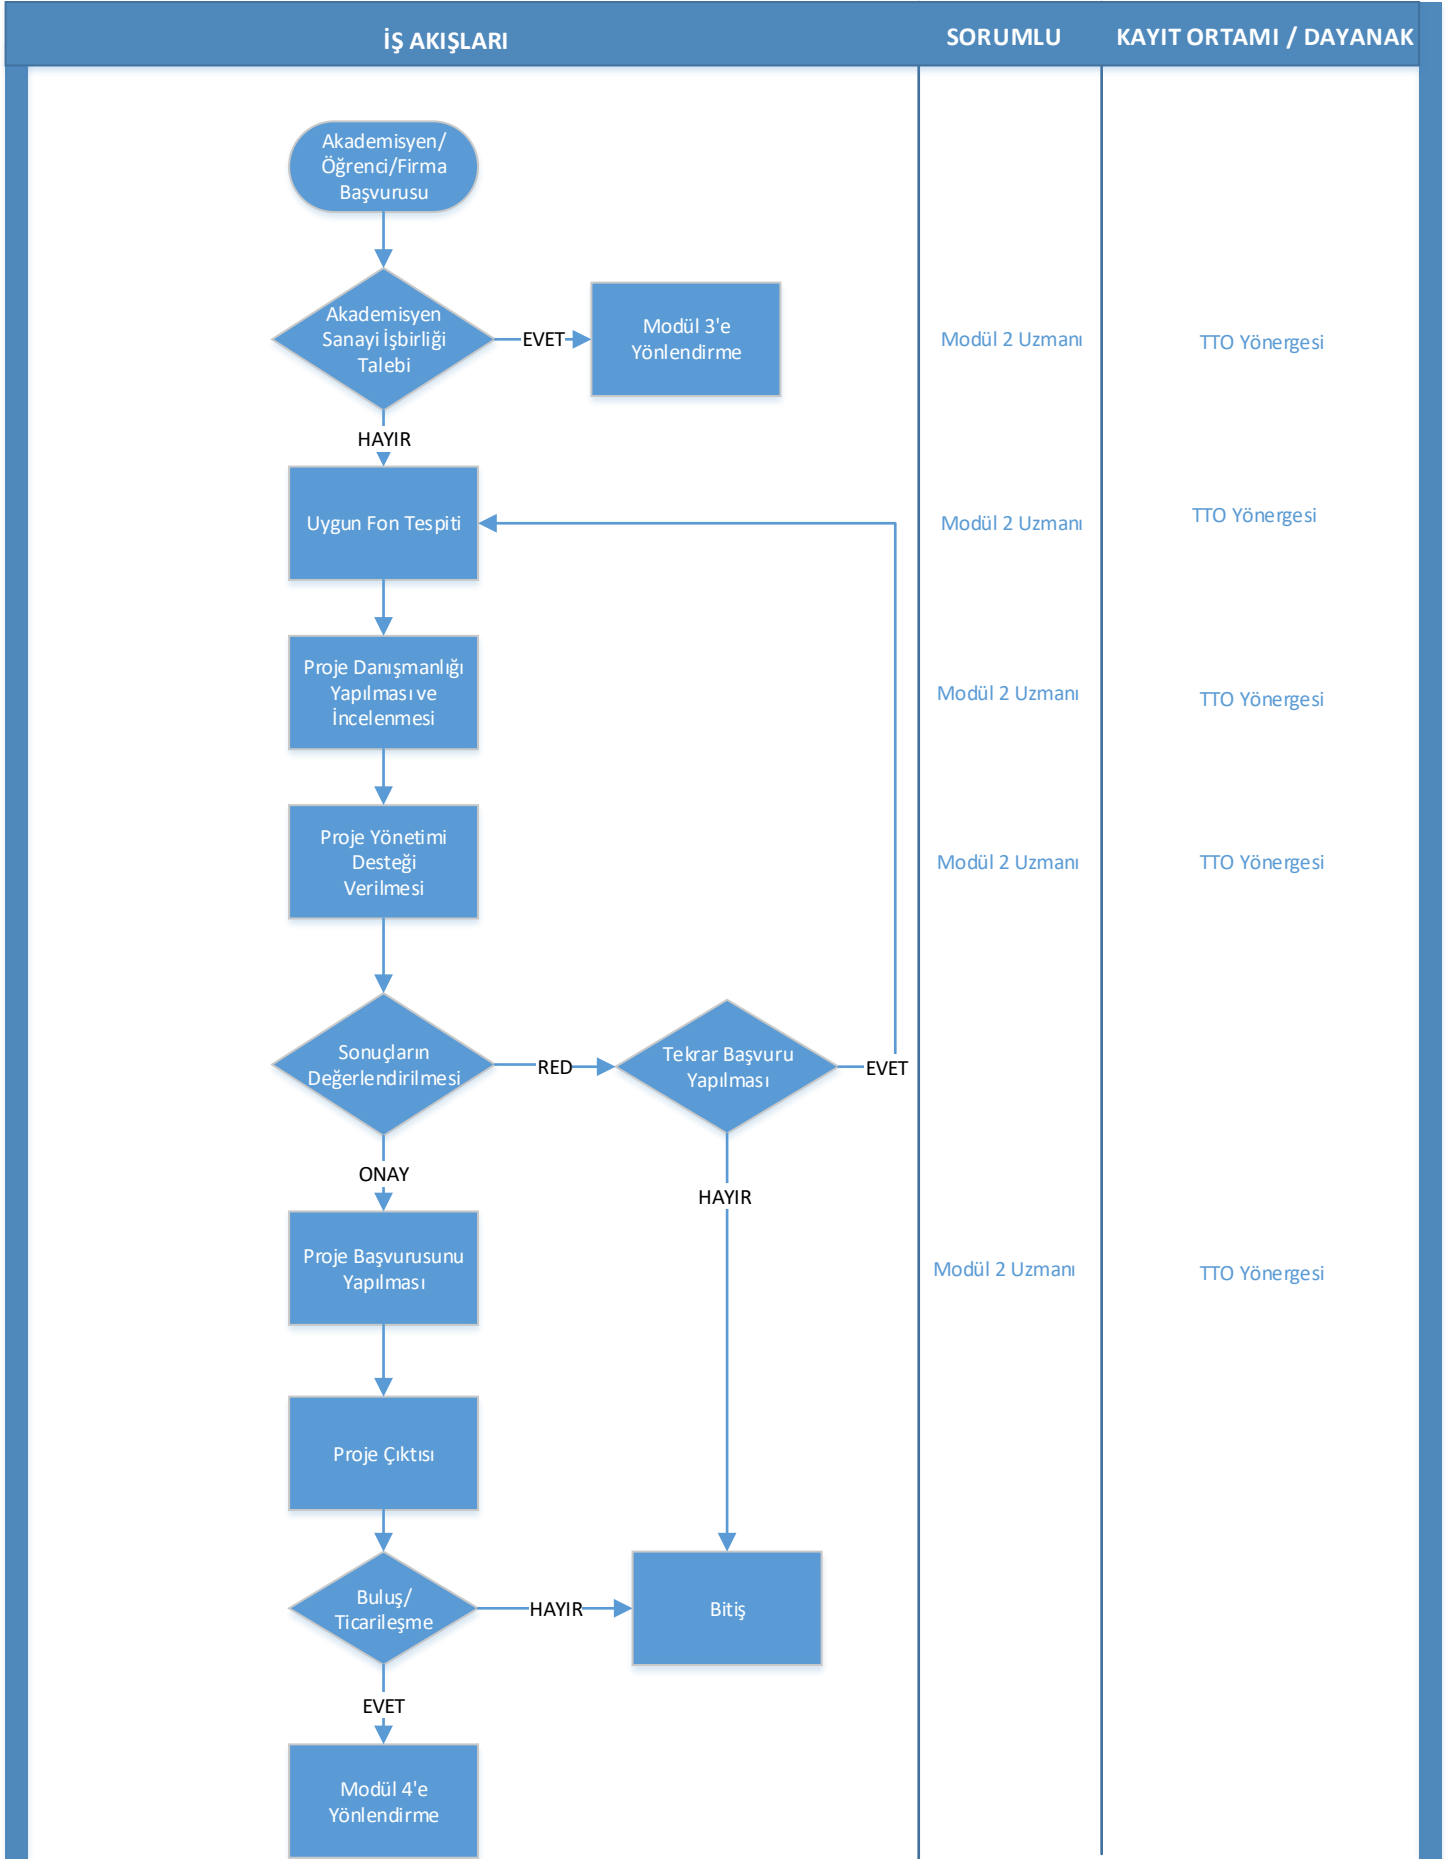 İŞ AKIŞLARI
SORUMLU
KAYIT ORTAMI / DAYANAK
Akademisyen/
Öğrenci/Firma
Başvurusu
Akademisyen
Sanayi İşbirliği
Talebi
EVET
Modül 3'e
Yönlendirme
Modül 2 Uzmanı
TTO Yönergesi
HAYIR
Uygun Fon Tespiti
Modül 2 Uzmanı
TTO Yönergesi
Proje Danışmanlığı
Yapılması ve
İncelenmesi
Modül 2 Uzmanı
TTO Yönergesi
Proje Yönetimi
Desteği
Verilmesi
Modül 2 Uzmanı
TTO Yönergesi
Sonuçların
Değerlendirilmesi
RED
Tekrar Başvuru
Yapılması
EVET
ONAY
HAYIR
Proje Başvurusunu
Yapılması
Modül 2 Uzmanı
TTO Yönergesi
Proje Çıktısı
Buluş/
Ticarileşme
HAYIR
Bitiş
EVET
Modül 4'e
Yönlendirme